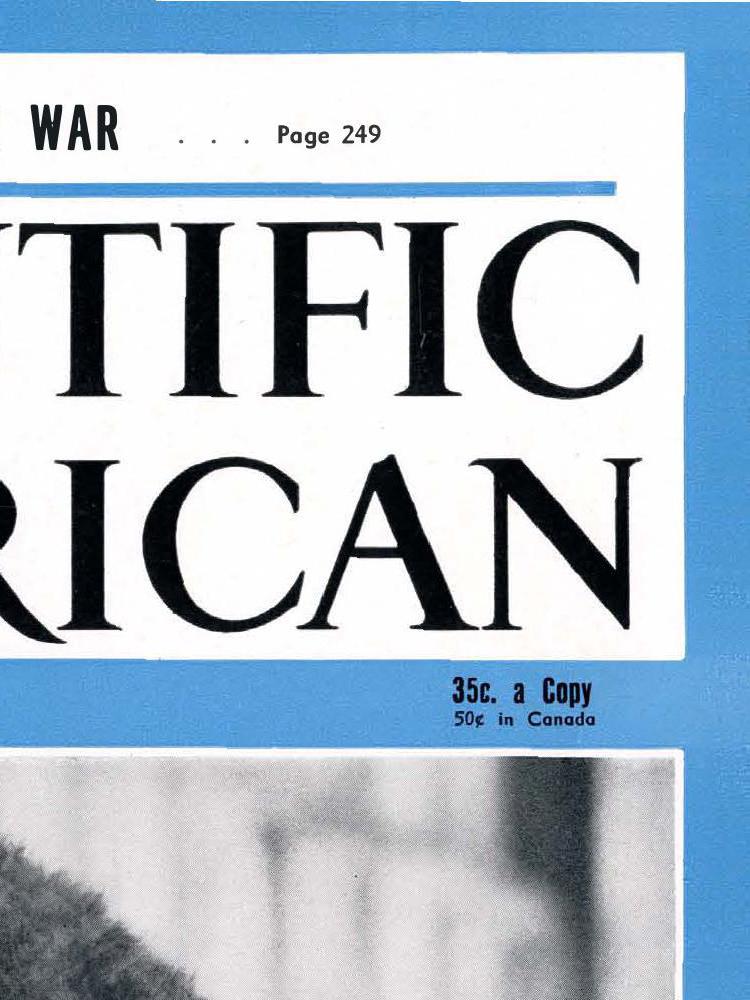 WAR . . . Page 249
TIFIC
RICAN
35c. a Copy
50¢ in Canada